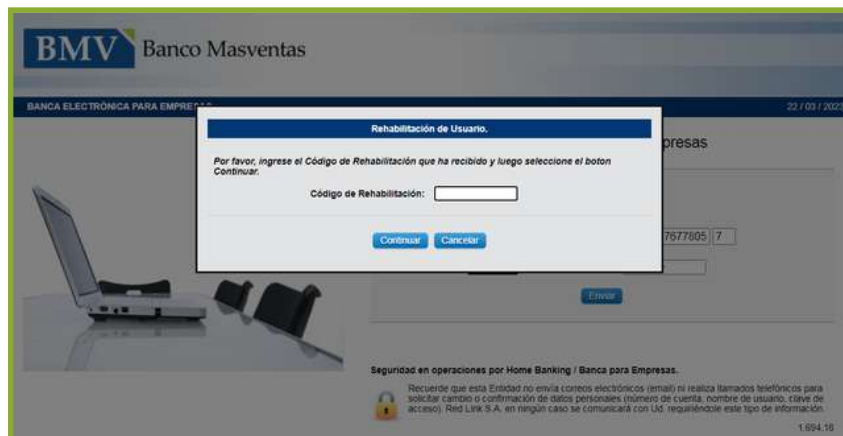 BMV Banco Masventas
BANCA ELECTRÓNICA PARA
22 / 03 / 2023
Rehabilitación de Usuario.
Por favor, ingrese el Código de Rehabilitación que ha recibido y luego seleccione el boton
Continuar.
Código de Rehabilitación:
Continuar Cancelar
7677805 7
Enviar
Seguridad en operaciones por Home Banking / Banca para Empresas.
Recuerde que esta Entidad no envía correos electrónicos (email) ni realiza llamados telefónicos para
solicitar cambio o confirmación de datos personales (número de cuenta, nombre de usuario, clave de
acceso). Red Link S.A. en ningún caso se comunicará con Ud. requiriéndole este tipo de información.
1.694.16